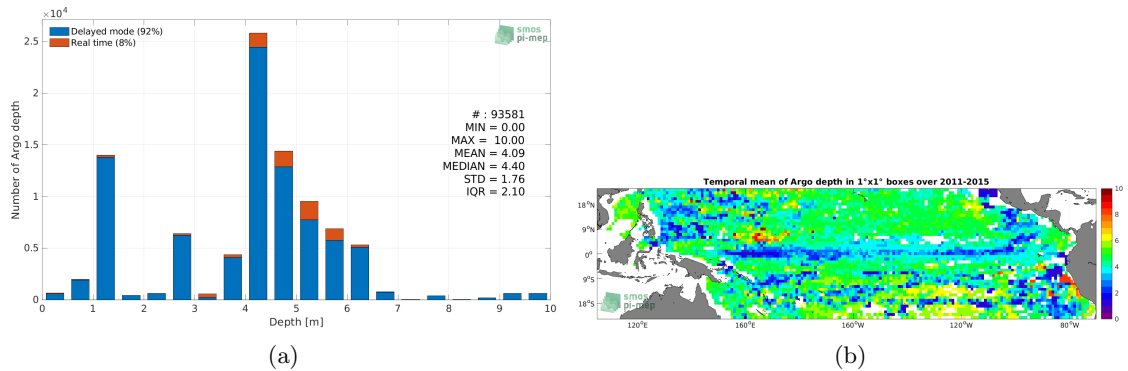 ×10⁴
Delayed mode (92%)
Real time (8%)
smos
pi-mep
# : 93581
MIN = 0.00
MAX = 10.00
MEAN = 4.09
MEDIAN = 4.40
STD = 1.76
IQR = 2.10
Number of Argo depth
2.5
2
1.5
1
0.5
0
0 1 2 3 4 5 6 7 8 9 10
Depth [m]
(a)
Temporal mean of Argo depth in 1°x1° boxes over 2011-2015
18°N
9°N
0°
9°S
18°S
smos
pi-mep
120°E 160°E 160°W 120°W 80°W
10
8
6
4
2
0
(b)